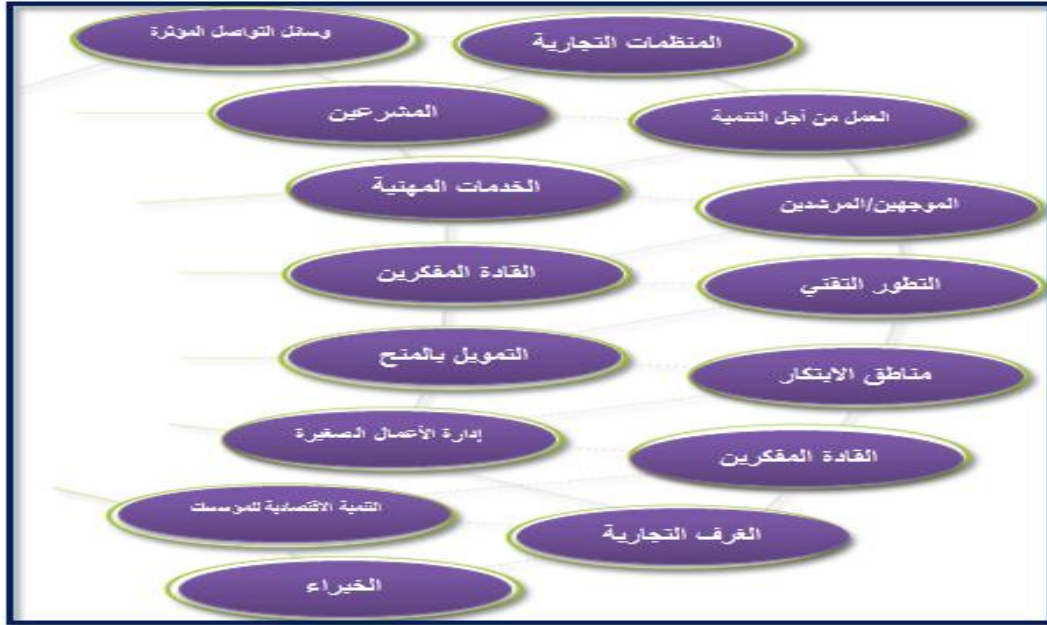 المنظمات التجارية
وسائل التواصل المؤثرة
العمل من أجل التنمية
المشرعين
الموجهين/المرشدين
الخدمات المهنية
التطور التقني
القادة المفكرين
مناطق الابتكار
التمويل بالمنح
القادة المفكرين
إدارة الأعمال الصغيرة
الغرف التجارية
التنمية الاقتصادية للمؤسسات
الخبراء